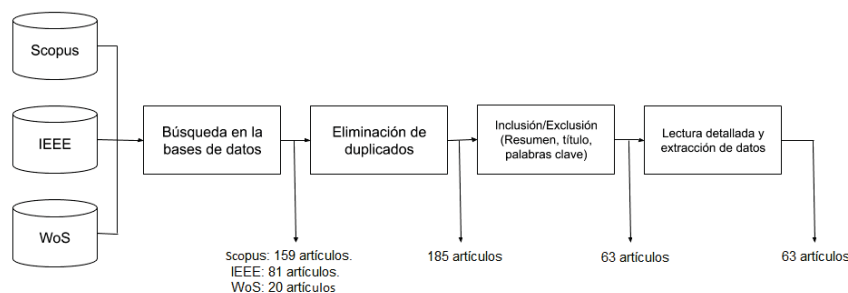 Scopus
IEEE
WoS
Búsqueda en la
bases de datos
Eliminación de
duplicados
Inclusión/Exclusión
(Resumen, título,
palabras clave)
Lectura detallada y
extracción de datos
Scopus: 159 artículos.
IEEE: 81 artículos.
WoS: 20 artículos
185 artículos
63 artículos
63 artículos